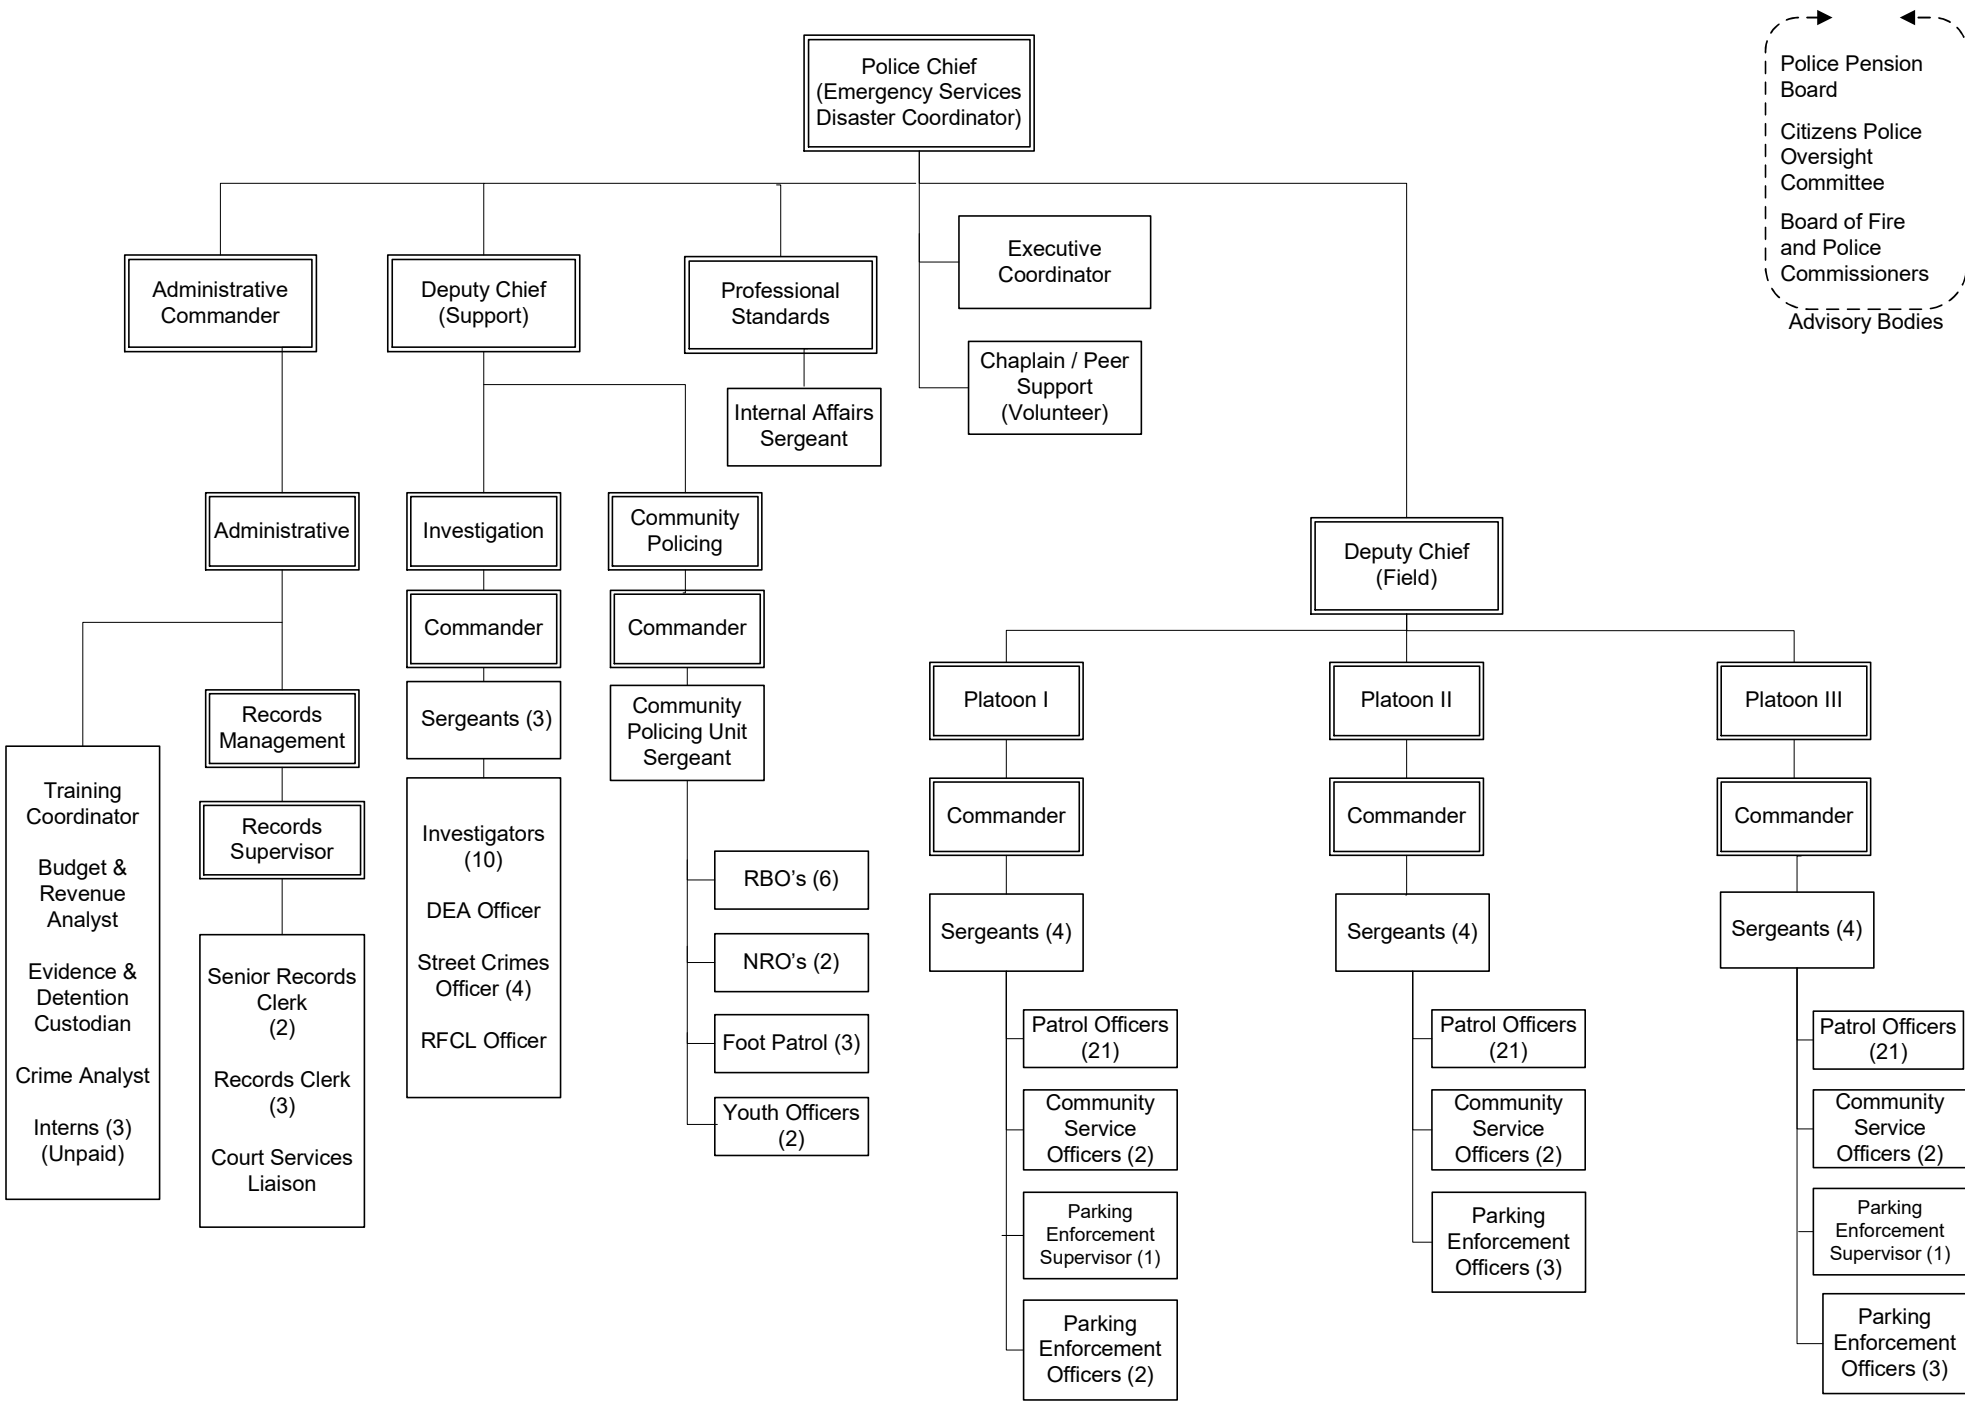 Police Chief
(Emergency Services
Disaster Coordinator)
Police Pension
Board
Citizens Police
Oversight
Committee
Board of Fire
and Police
Commissioners
Advisory Bodies
Executive
Coordinator
Chaplain / Peer
Support
(Volunteer)
Administrative
Commander
Deputy Chief
(Support)
Professional
Standards
Internal Affairs
Sergeant
Administrative
Training
Coordinator
Budget &
Revenue
Analyst
Evidence &
Detention
Custodian
Crime Analyst
Interns (3)
(Unpaid)
Records
Management
Records
Supervisor
Senior Records
Clerk
(2)
Records Clerk
(3)
Court Services
Liaison
Investigation
Commander
Sergeants (3)
Investigators
(10)
DEA Officer
Street Crimes
Officer (4)
RFCL Officer
Community
Policing
Commander
Community
Policing Unit
Sergeant
RBO's (6)
NRO's (2)
Foot Patrol (3)
Youth Officers
(2)
Deputy Chief
(Field)
Platoon I
Commander
Sergeants (4)
Patrol Officers
(21)
Community
Service
Officers (2)
Parking
Enforcement
Supervisor (1)
Parking
Enforcement
Officers (2)
Platoon II
Commander
Sergeants (4)
Patrol Officers
(21)
Community
Service
Officers (2)
Parking
Enforcement
Officers (3)
Platoon III
Commander
Sergeants (4)
Patrol Officers
(21)
Community
Service
Officers (2)
Parking
Enforcement
Supervisor (1)
Parking
Enforcement
Officers (3)